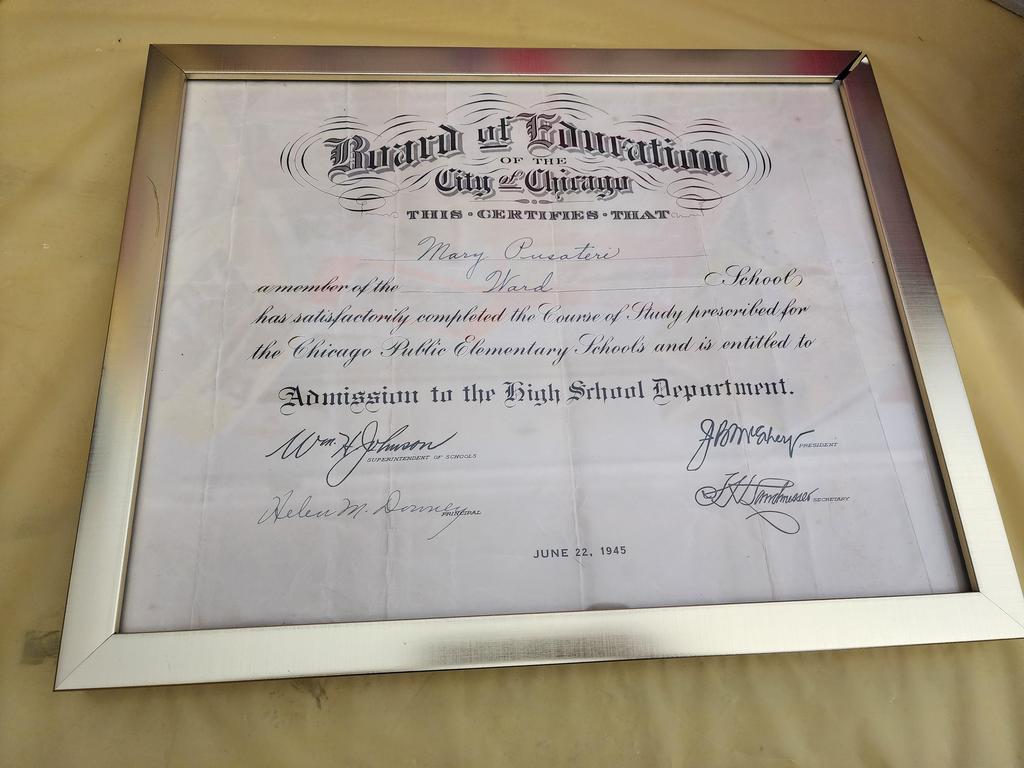 Board of Education
OF THE
City of Chicago
THIS · CERTIFIES · THAT
Mary Pusateri
a member of the Ward School
has satisfactorily completed the Course of Study prescribed for
the Chicago Public Elementary Schools and is entitled to
Admission to the High School Department.
Wm. H. Johnson
SUPERINTENDENT OF SCHOOLS
PRESIDENT
Helen M. Downey
PRINCIPAL
SECRETARY
JUNE 22, 1945